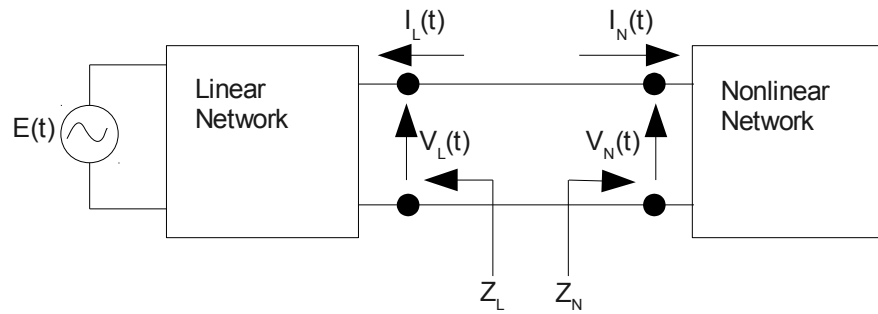 I_L(t)
I_N(t)
Linear
Network
Nonlinear
Network
E(t)
V_L(t)
V_N(t)
Z_L
Z_N